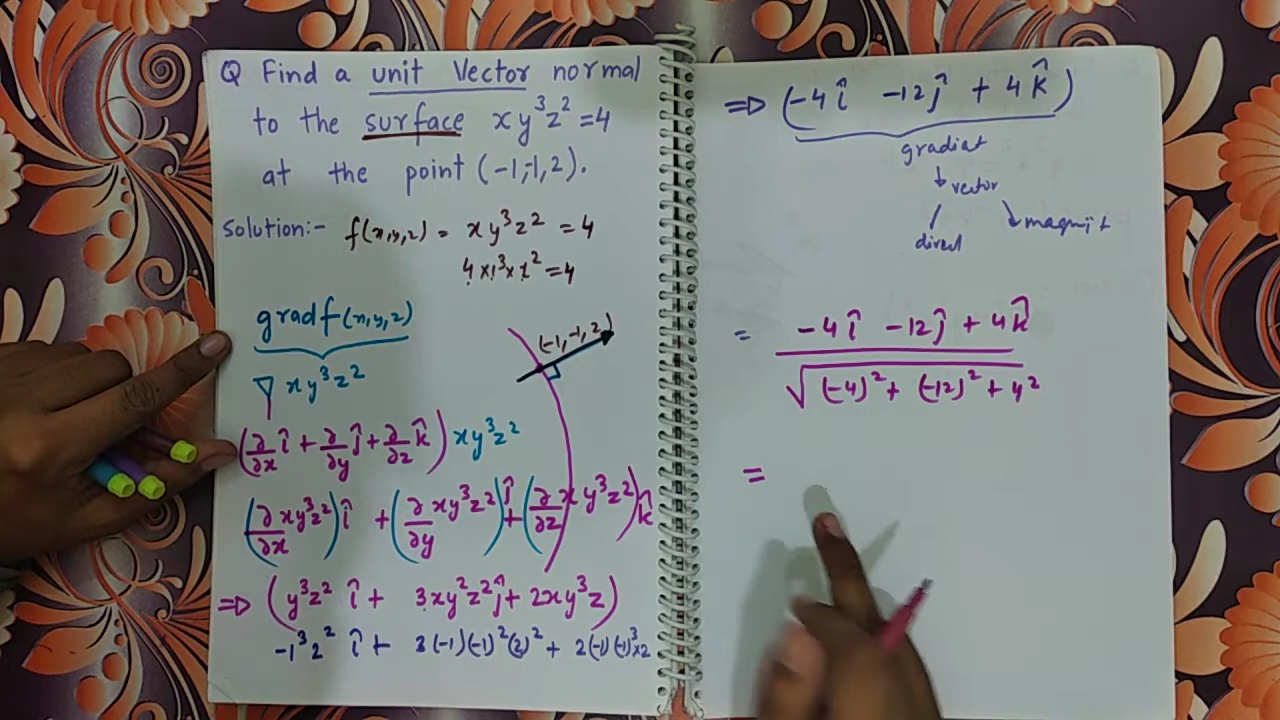 Q Find a unit Vector normal
to the surface xy³z² = 4
at the point (-1,-1,2).
Solution:- f(x,y,z) = xy³z² = 4
4×1³×1² = 4
grad f(x,y,z)
∇ xy³z²
(-1,-1,2)
(∂/∂x î + ∂/∂y ĵ + ∂/∂z k̂) xy³z²
(∂/∂x xy³z²) î + (∂/∂y xy³z²) ĵ + (∂/∂z xy³z²) k̂
⇒ (y³z² î + 3xy²z² ĵ + 2xy³z)
-1³ 2² î + 3(-1)(-1)²(2)² + 2(-1)(-1)³×2
⇒ (-4î -12ĵ + 4k̂)
gradiat
↓ vector
direct magnit
= -4î -12ĵ + 4k̂
√(-4)² + (-12)² + 4²
=